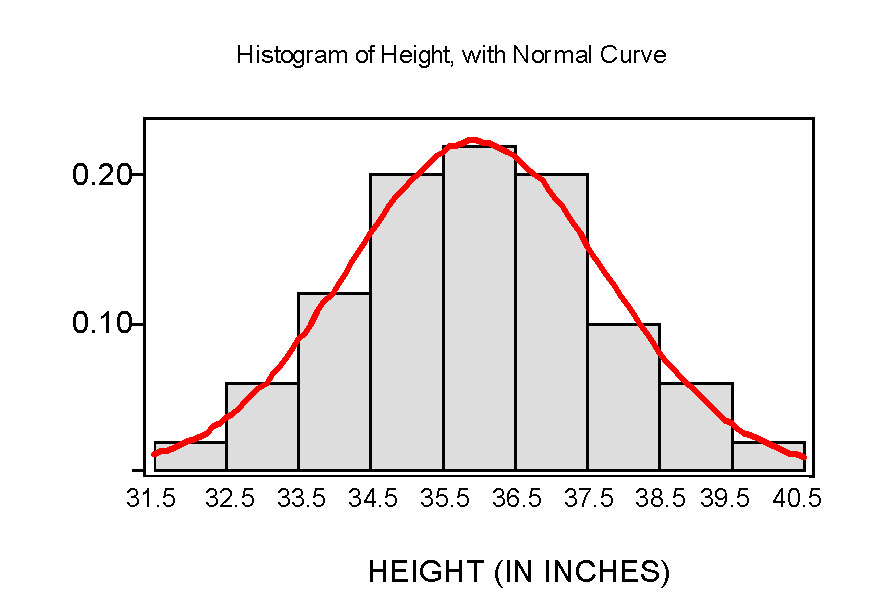 Histogram of Height, with Normal Curve
0.20
0.10
31.5 32.5 33.5 34.5 35.5 36.5 37.5 38.5 39.5 40.5
HEIGHT (IN INCHES)